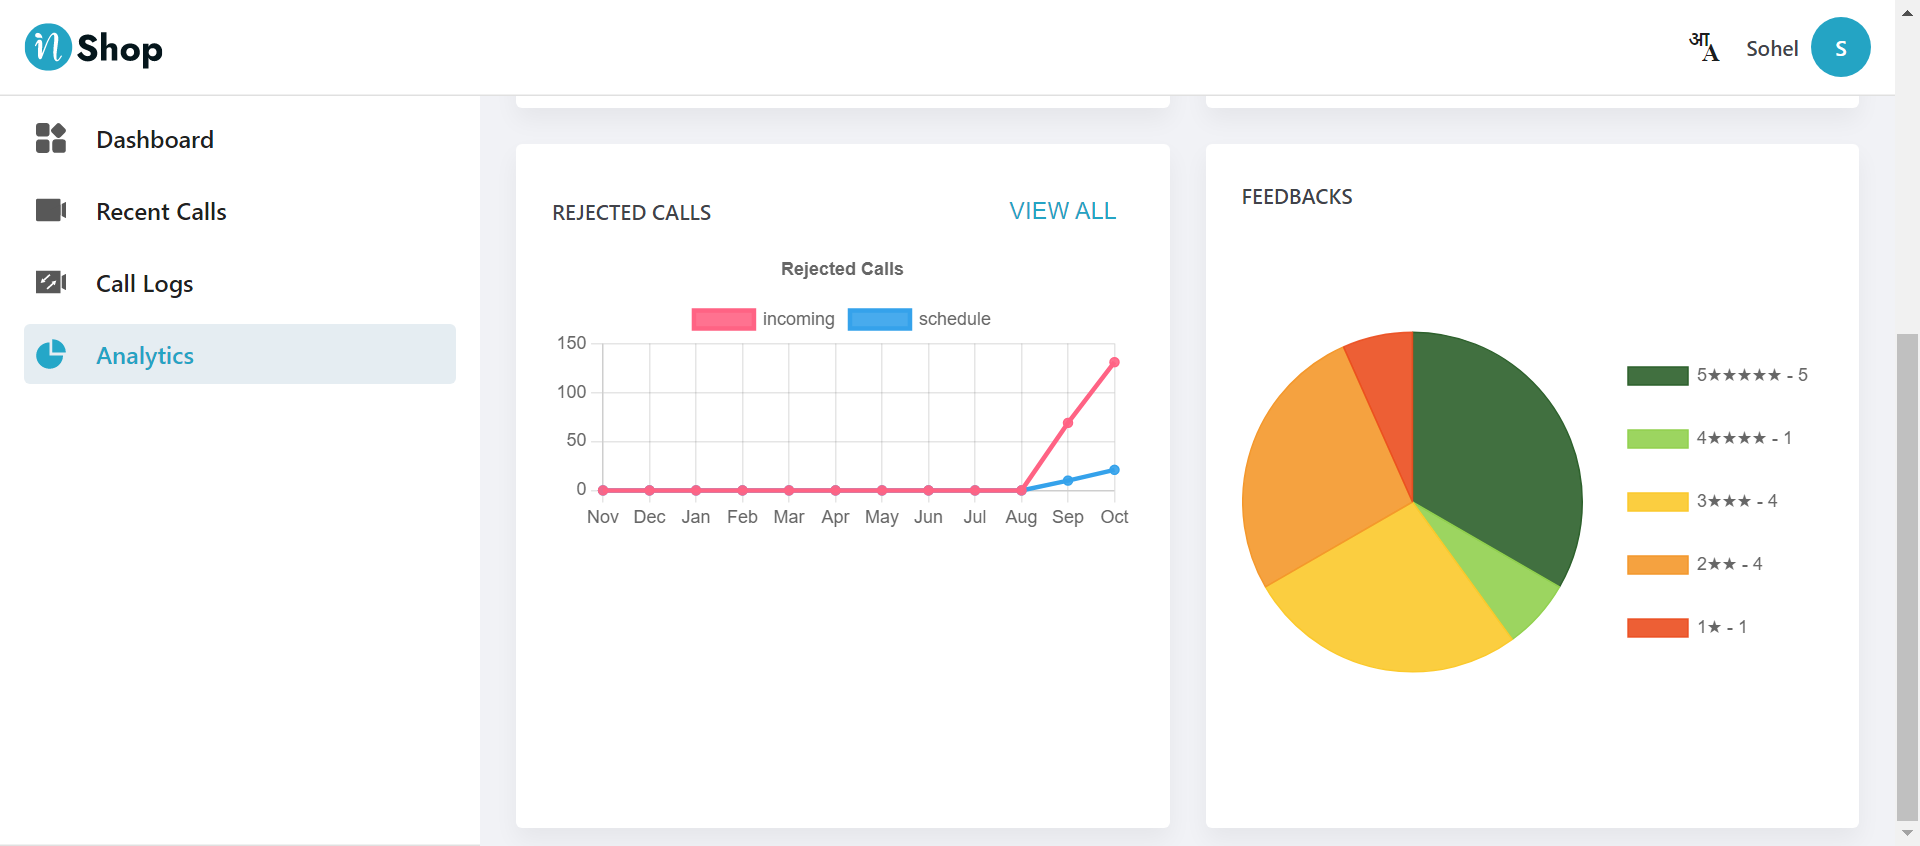 n Shop
आA
Sohel
S
Dashboard
Recent Calls
Call Logs
Analytics
REJECTED CALLS
VIEW ALL
Rejected Calls
incoming
schedule
150
100
50
0
Nov Dec Jan Feb Mar Apr May Jun Jul Aug Sep Oct
FEEDBACKS
5★★★★★ - 5
4★★★★ - 1
3★★★ - 4
2★★ - 4
1★ - 1